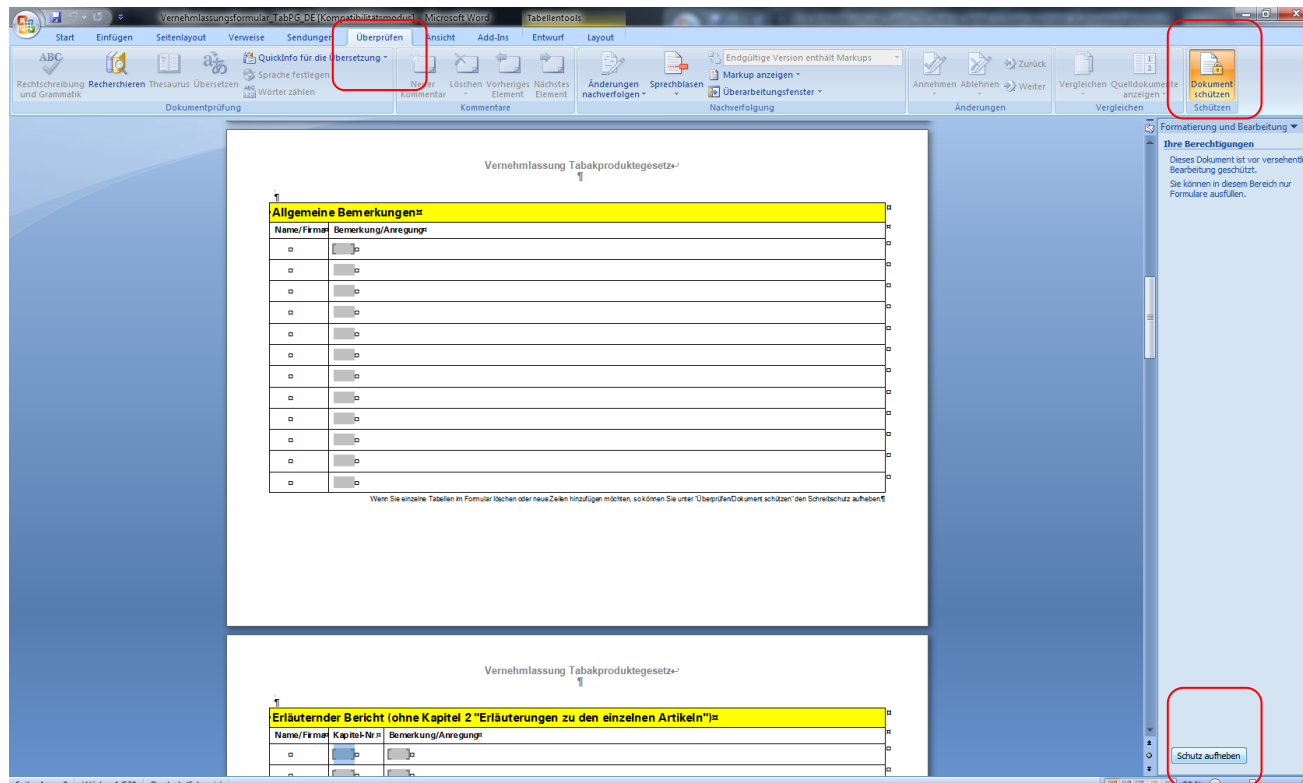 Vernehmlassungsformular_TabPG_DE [Kompatibilitätsmodus] - Microsoft Word Tabellentools
Start Einfügen Seitenlayout Verweise Sendungen Überprüfen Ansicht Add-Ins Entwurf Layout
ABC
Rechtschreibung und Grammatik
Recherchieren
Thesaurus
Übersetzen
QuickInfo für die Übersetzung
Sprache festlegen
Wörter zählen
Dokumentprüfung
Neuer Kommentar
Löschen
Vorheriges Element
Nächstes Element
Kommentare
Änderungen nachverfolgen
Sprechblasen
Endgültige Version enthält Markups
Markup anzeigen
Überarbeitungsfenster
Nachverfolgung
Annehmen
Ablehnen
Zurück
Weiter
Änderungen
Vergleichen
Quelldokumente anzeigen
Vergleichen
Dokument schützen
Schützen
Formatierung und Bearbeitung
Ihre Berechtigungen
Dieses Dokument ist vor versehentl
Bearbeitung geschützt.
Sie können in diesem Bereich nur
Formulare ausfüllen.
Vernehmlassung Tabakproduktegesetz
Allgemeine Bemerkungen
Name/Firma Bemerkung/Anregung
Wenn Sie einzelne Tabellen im Formular löschen oder neue Zeilen hinzufügen möchten, so können Sie unter "Überprüfen/Dokument schützen" den Schreibschutz aufheben
Vernehmlassung Tabakproduktegesetz
Erläuternder Bericht (ohne Kapitel 2 "Erläuterungen zu den einzelnen Artikeln")
Name/Firma Kapitel-Nr. Bemerkung/Anregung
Schutz aufheben